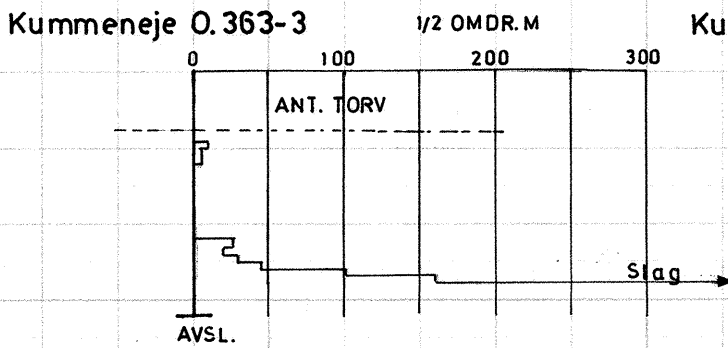 Kummeneje O.363-3 1/2 OMDR. M Ku
0 100 200 300
ANT. TORV
Slag
AVSL.